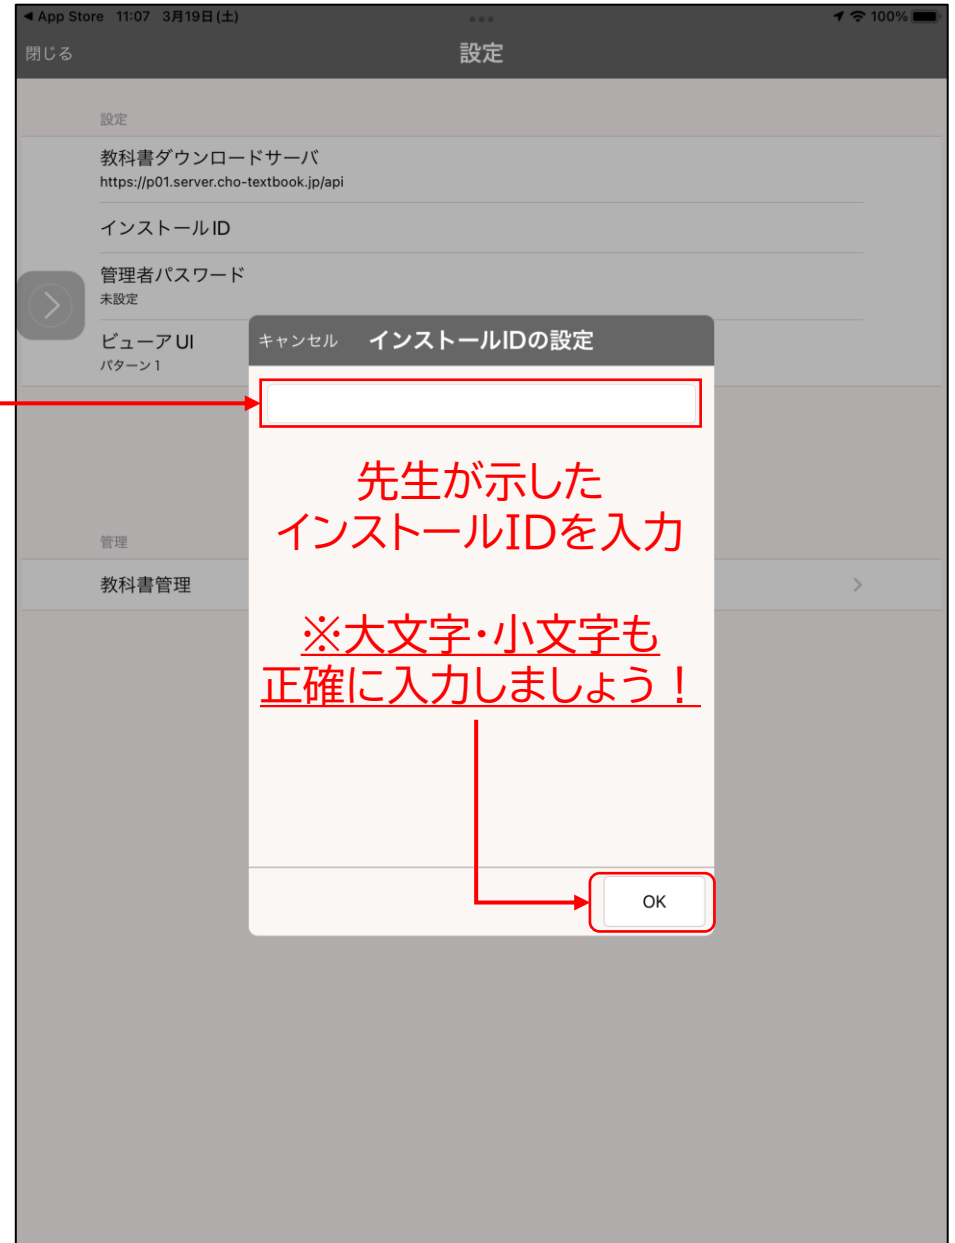 ◀ App Store 11:07 3月19日(土)
100%
閉じる
設定
設定
教科書ダウンロードサーバ
https://p01.server.cho-textbook.jp/api
インストールID
管理者パスワード
未設定
ビューアUI
パターン1
キャンセル
インストールIDの設定
先生が示した
インストールIDを入力
※大文字・小文字も
正確に入力しましょう！
OK
管理
教科書管理